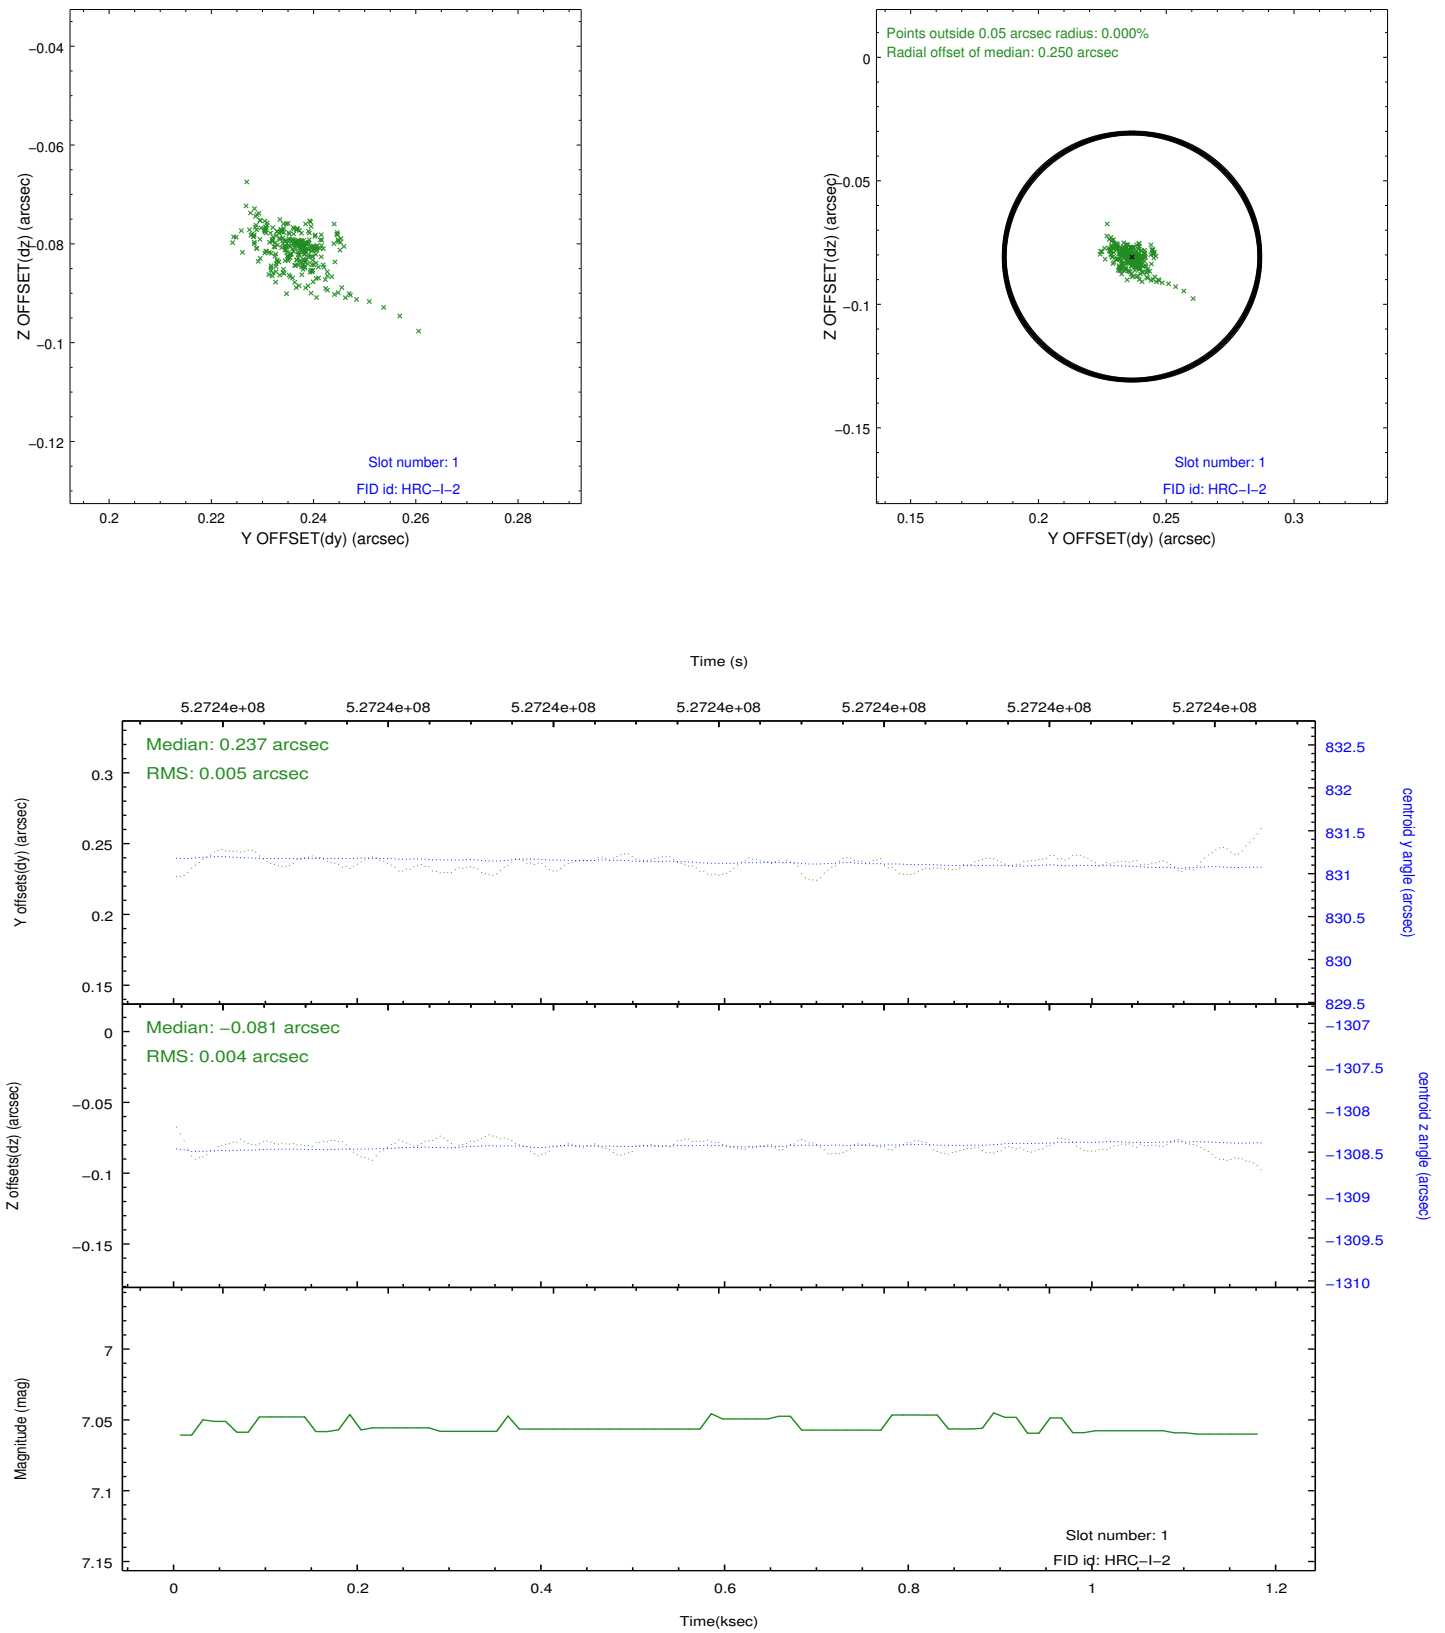 −0.04
−0.06
−0.08
−0.1
−0.12
Z OFFSET(dz) (arcsec)
Slot number: 1
FID id: HRC−I−2
0.2 0.22 0.24 0.26 0.28
Y OFFSET(dy) (arcsec)
Points outside 0.05 arcsec radius: 0.000%
Radial offset of median: 0.250 arcsec
0
−0.05
−0.1
−0.15
Z OFFSET(dz) (arcsec)
Slot number: 1
FID id: HRC−I−2
0.15 0.2 0.25 0.3
Y OFFSET(dy) (arcsec)
Time (s)
5.2724e+08 5.2724e+08 5.2724e+08 5.2724e+08 5.2724e+08 5.2724e+08 5.2724e+08
Median: 0.237 arcsec
RMS: 0.005 arcsec
0.3
0.25
0.2
0.15
Y offsets(dy) (arcsec)
832.5
832
831.5
831
830.5
830
829.5
centroid y angle (arcsec)
Median: −0.081 arcsec
RMS: 0.004 arcsec
0
−0.05
−0.1
−0.15
Z offsets(dz) (arcsec)
−1307
−1307.5
−1308
−1308.5
−1309
−1309.5
−1310
centroid z angle (arcsec)
7
7.05
7.1
7.15
Magnitude (mag)
Slot number: 1
FID id: HRC−I−2
0 0.2 0.4 0.6 0.8 1 1.2
Time(ksec)